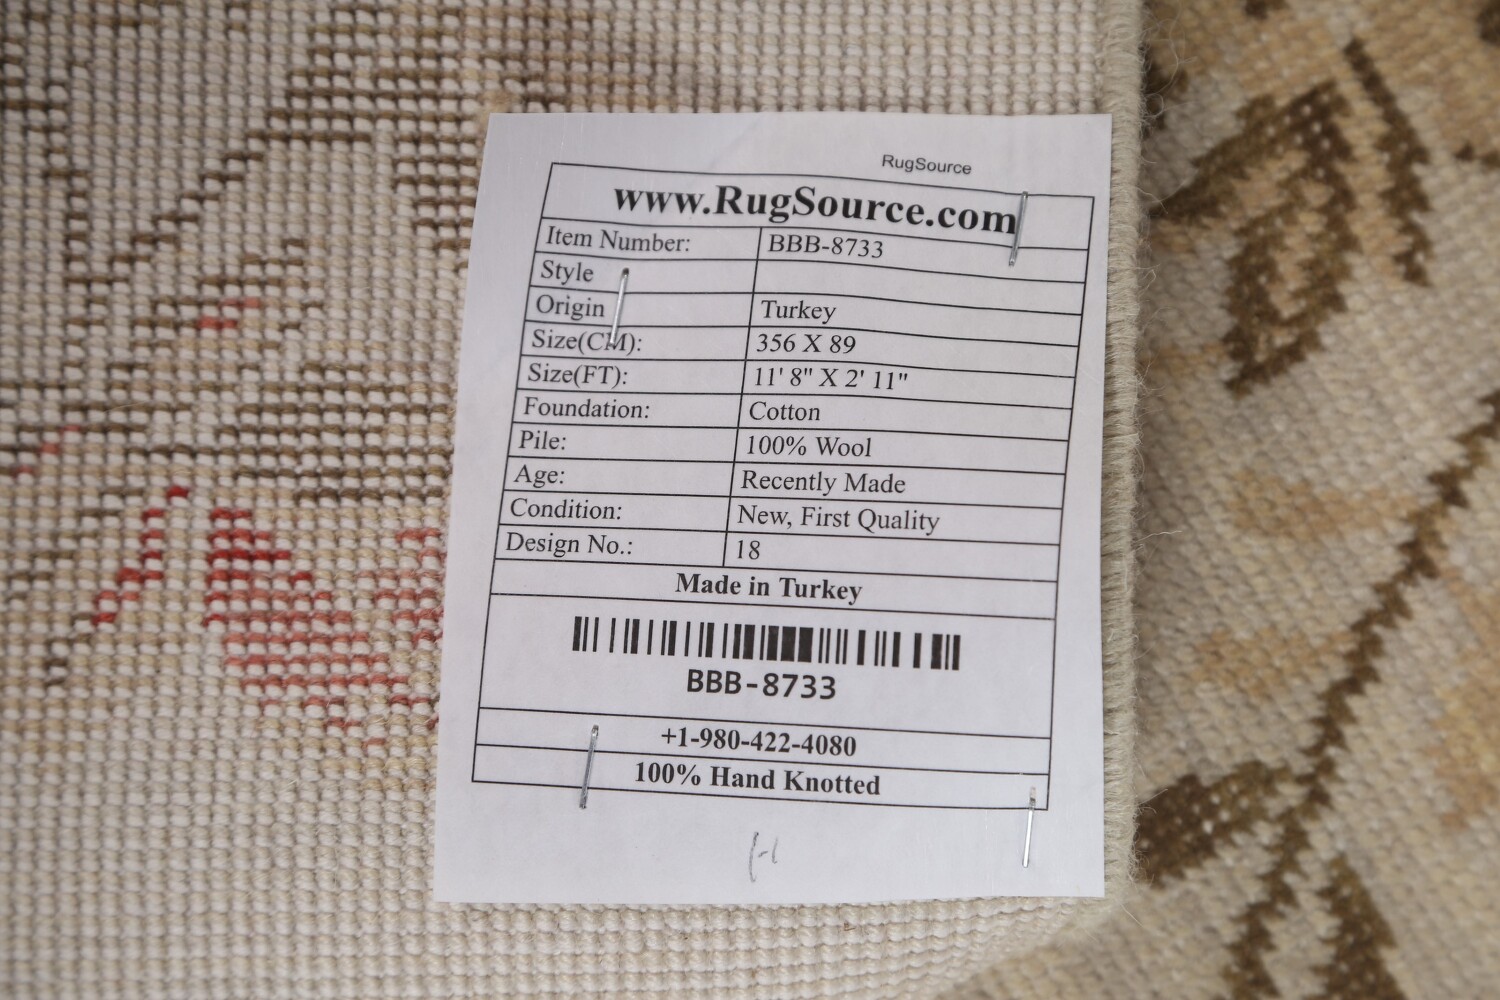 RugSource
www.RugSource.com
Item Number: BBB-8733
Style
Origin Turkey
Size(CM): 356 X 89
Size(FT): 11' 8" X 2' 11"
Foundation: Cotton
Pile: 100% Wool
Age: Recently Made
Condition: New, First Quality
Design No.: 18
Made in Turkey
BBB-8733
+1-980-422-4080
100% Hand Knotted